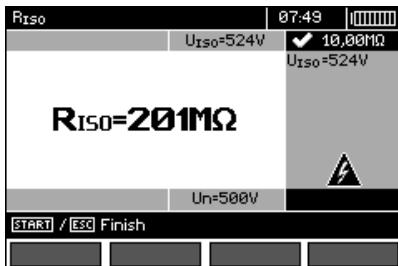 RISO 07:49
UISO=524V ✔ 10,00MΩ
UISO=524V
RISO=201MΩ
Un=500V
START / ESC Finish